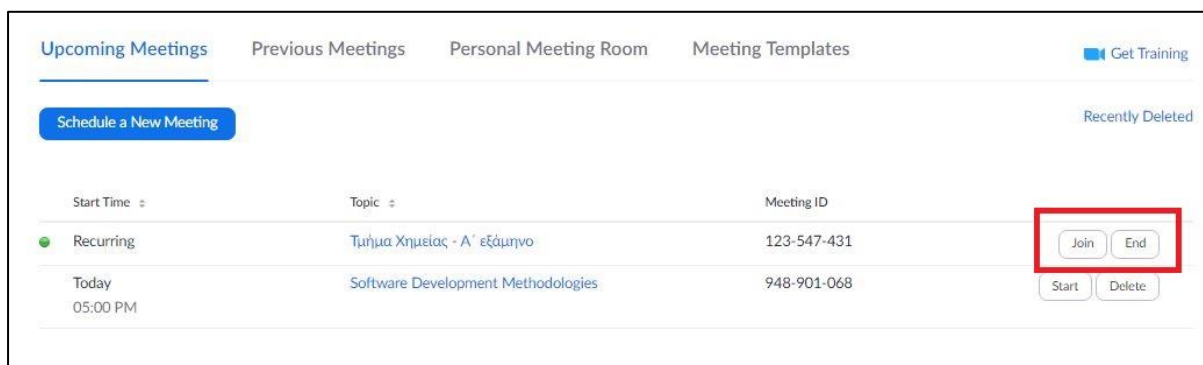 Upcoming Meetings Previous Meetings Personal Meeting Room Meeting Templates Get Training
Schedule a New Meeting Recently Deleted
Start Time Topic Meeting ID
Recurring Τμήμα Χημείας - Α΄ εξάμηνο 123-547-431 Join End
Today Software Development Methodologies 948-901-068 Start Delete
05:00 PM